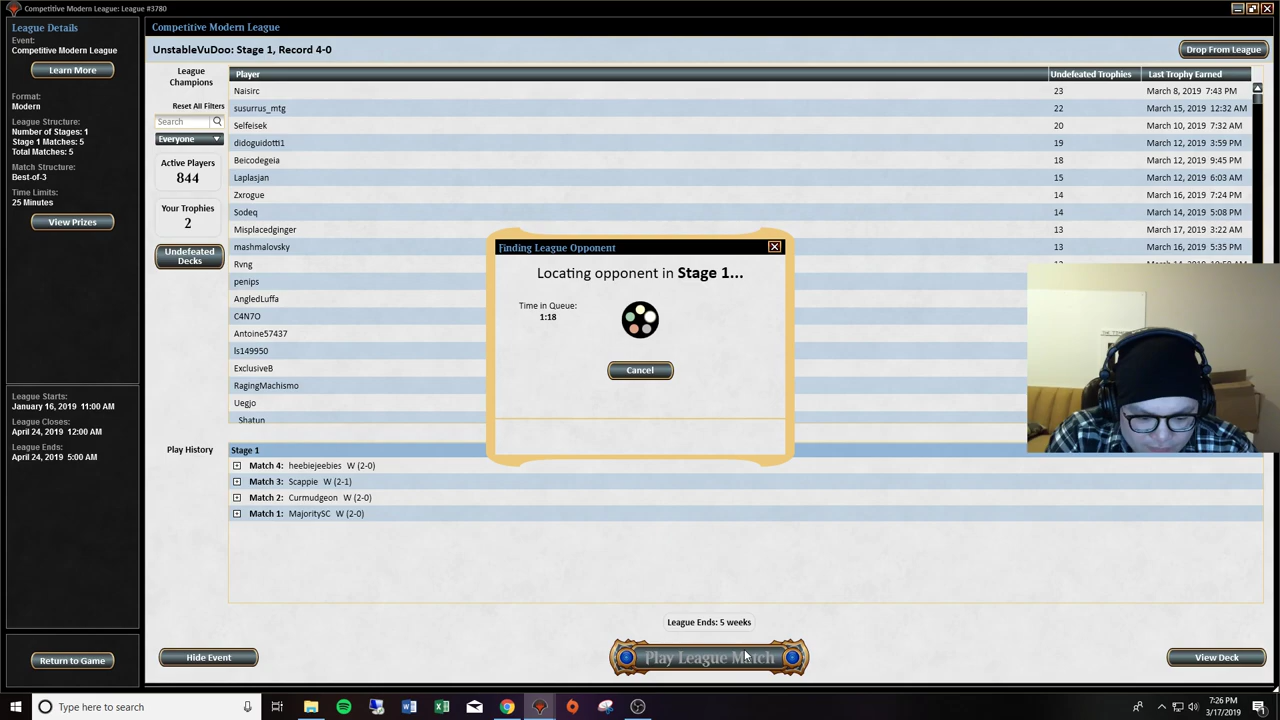 Competitive Modern League: League #3780
League Details
Event:
Competitive Modern League
Learn More
Format:
Modern
League Structure:
Number of Stages: 1
Stage 1 Matches: 5
Total Matches: 5
Match Structure:
Best-of-3
Time Limits:
25 Minutes
View Prizes
League Starts:
January 16, 2019 11:00 AM
League Closes:
April 24, 2019 12:00 AM
League Ends:
April 24, 2019 5:00 AM
Return to Game
Competitive Modern League
UnstableVuDoo: Stage 1, Record 4-0
Drop From League
League
Champions
Reset All Filters
Search
Everyone
Active Players
844
Your Trophies
2
Undefeated
Decks
Player Undefeated Trophies Last Trophy Earned
Naisirc 23 March 8, 2019 7:43 PM
susurrus_mtg 22 March 15, 2019 12:32 AM
Selfeisek 20 March 10, 2019 7:32 AM
didoguidotti1 19 March 12, 2019 3:59 PM
Beicodegeia 18 March 12, 2019 9:45 PM
Laplasjan 15 March 12, 2019 6:03 AM
Zxrogue 14 March 16, 2019 7:24 PM
Sodeq 14 March 14, 2019 5:08 PM
Misplacedginger 13 March 17, 2019 3:22 AM
mashmalovsky 13 March 16, 2019 5:35 PM
Rvng
penips
AngledLuffa
C4N7O
Antoine57437
ls149950
ExclusiveB
RagingMachismo
Uegjo
Shatun
Finding League Opponent
Locating opponent in Stage 1...
Time in Queue:
1:18
Cancel
Play History
Stage 1
Match 4: heebiejeebies W (2-0)
Match 3: Scappie W (2-1)
Match 2: Curmudgeon W (2-0)
Match 1: MajoritySC W (2-0)
League Ends: 5 weeks
Hide Event
Play League Match
View Deck
Type here to search
7:26 PM
3/17/2019